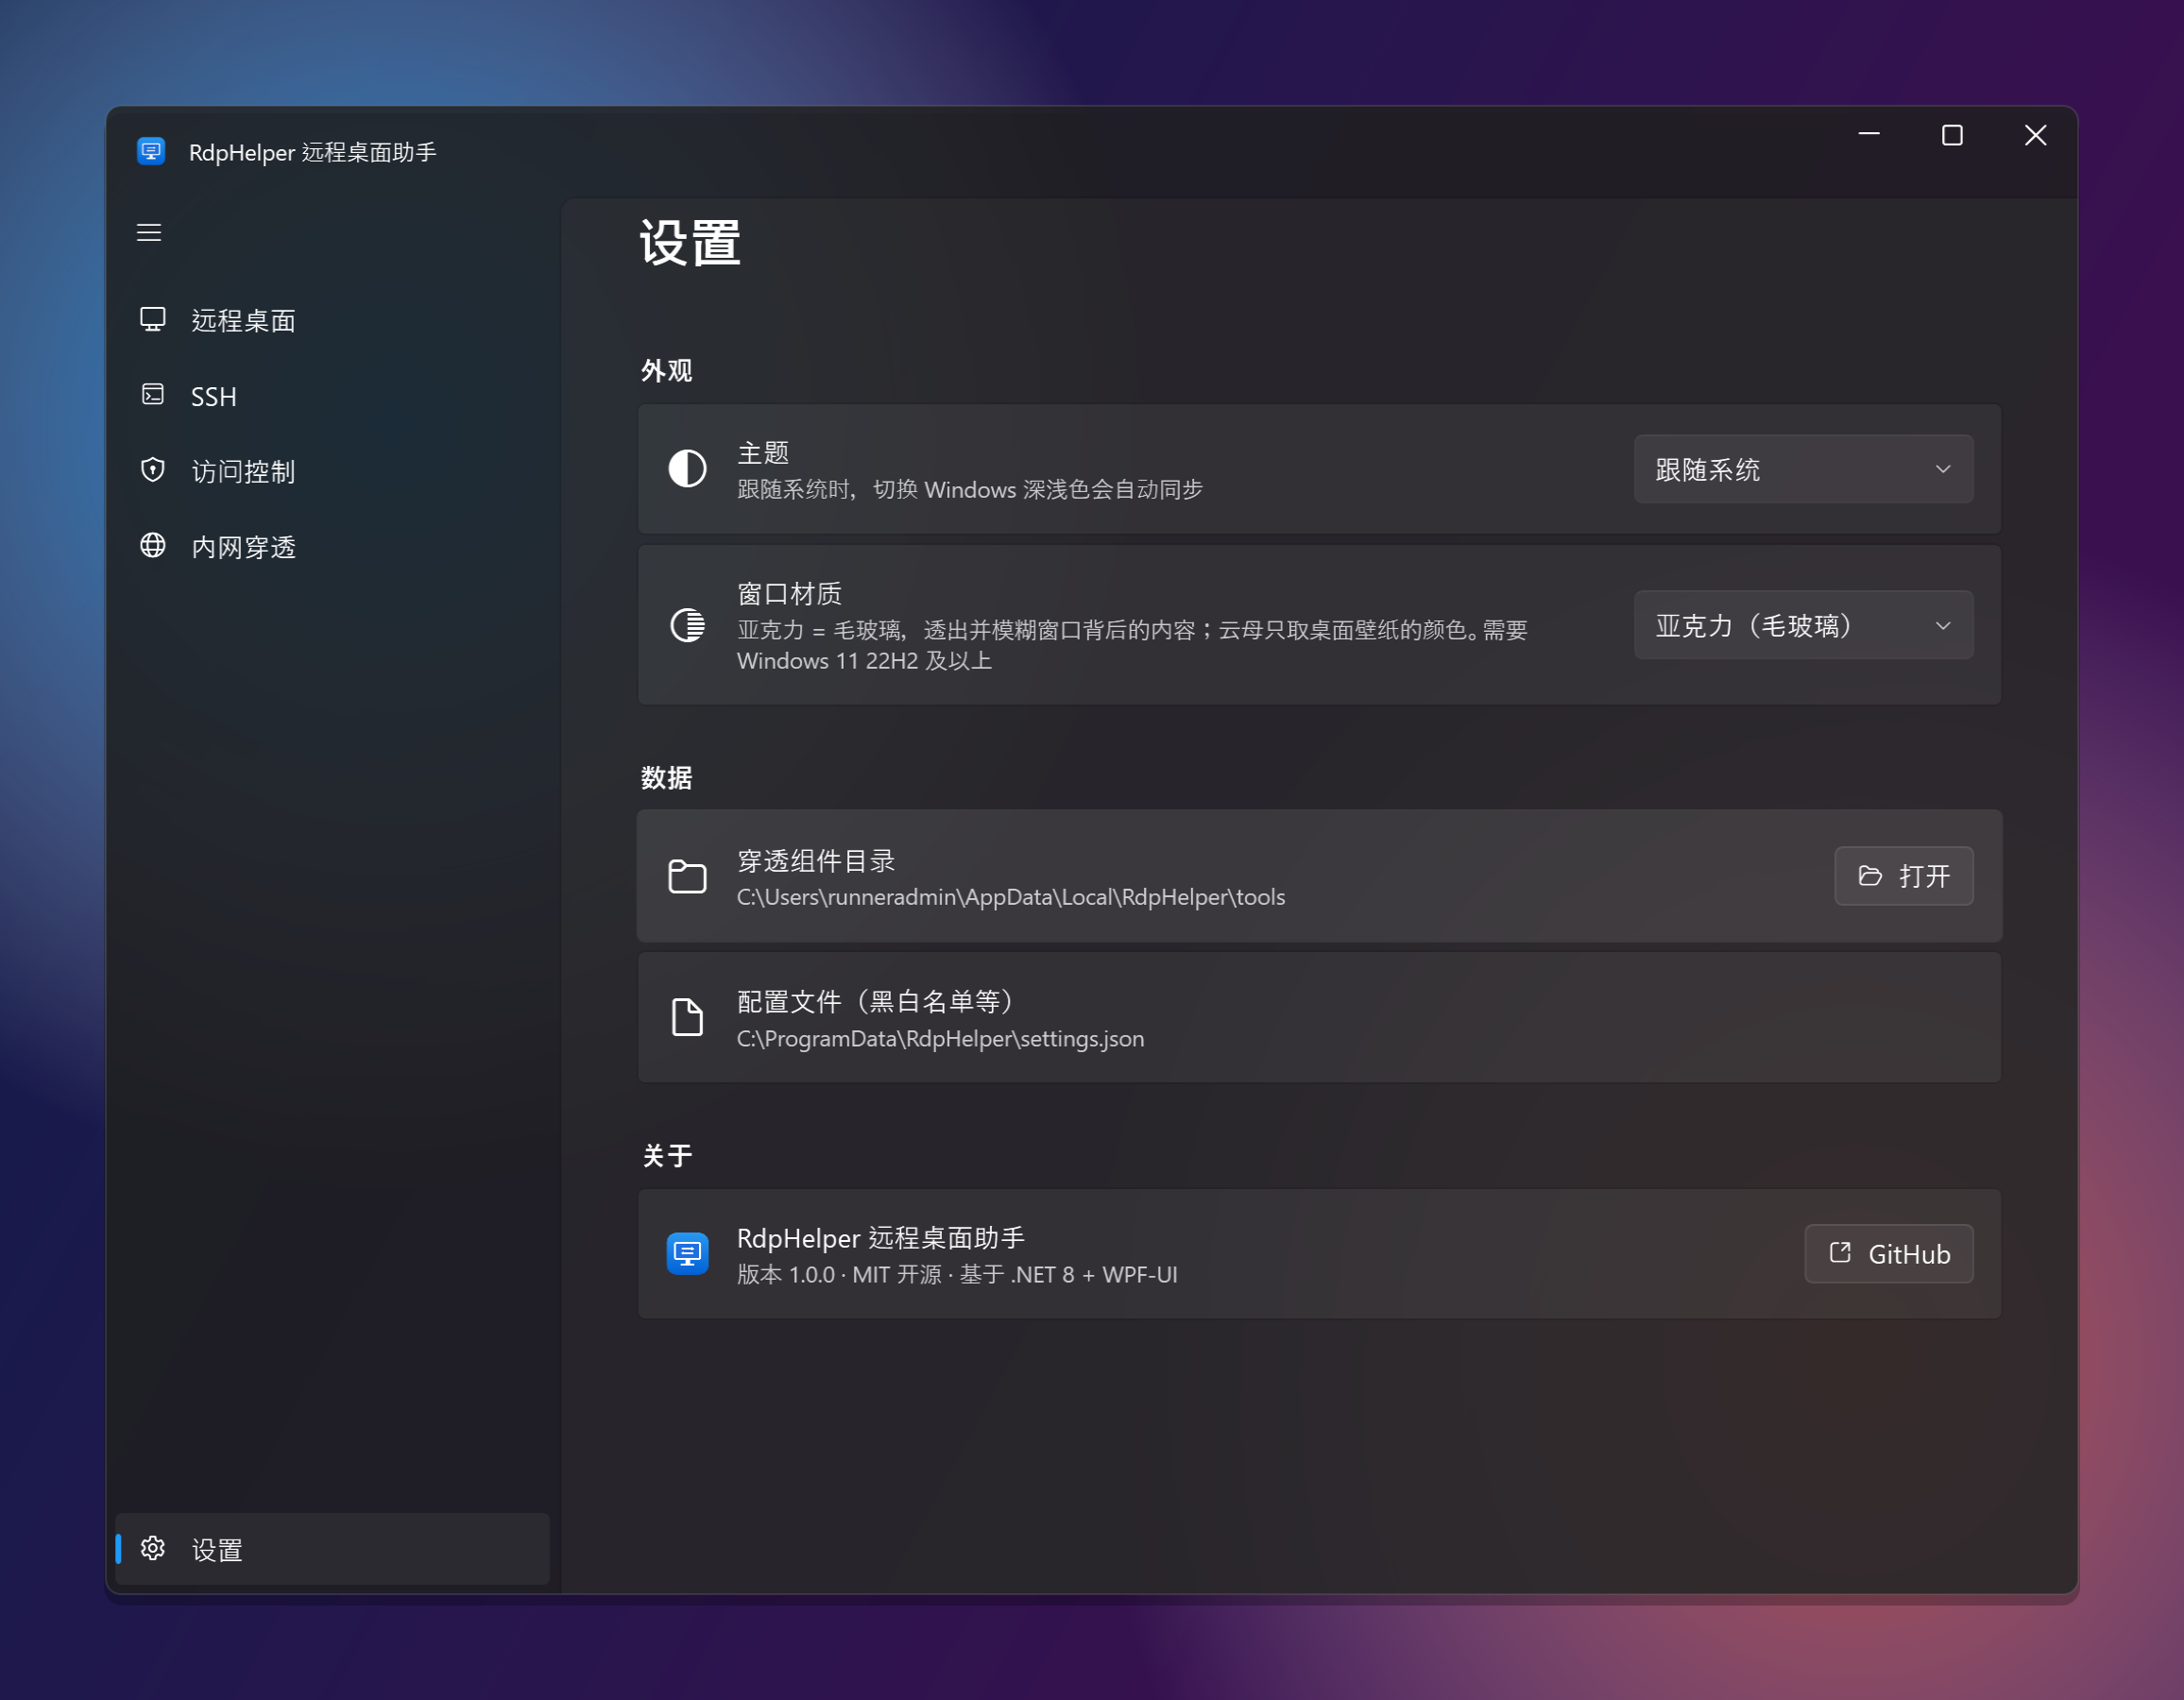 RdpHelper 远程桌面助手
远程桌面
SSH
访问控制
内网穿透
设置
设置
外观
主题
跟随系统时，切换 Windows 深浅色会自动同步
跟随系统
窗口材质
亚克力 = 毛玻璃，透出并模糊窗口背后的内容；云母只取桌面壁纸的颜色。需要
Windows 11 22H2 及以上
亚克力（毛玻璃）
数据
穿透组件目录
C:\Users\runneradmin\AppData\Local\RdpHelper\tools
打开
配置文件（黑白名单等）
C:\ProgramData\RdpHelper\settings.json
关于
RdpHelper 远程桌面助手
版本 1.0.0 · MIT 开源 · 基于 .NET 8 + WPF-UI
GitHub